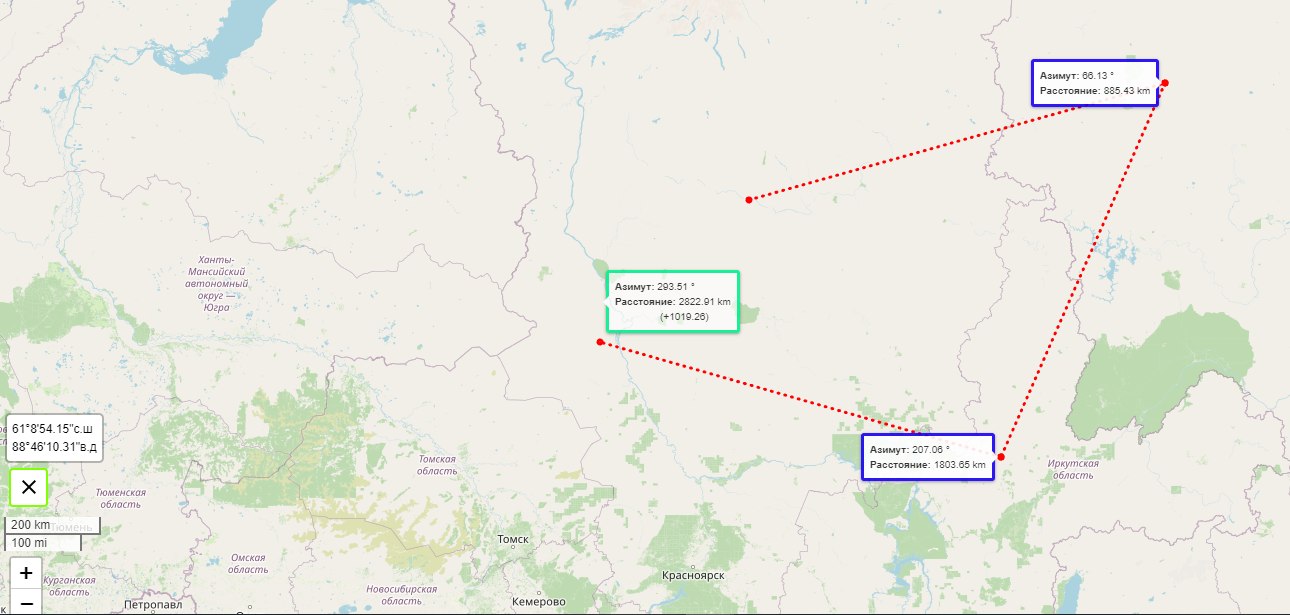 Азимут: 66.13 °
Расстояние: 885.43 km
Ханты-
Мансийский
автономный
округ —
Югра
Азимут: 293.51 °
Расстояние: 2822.91 km
(+1019.26)
61°8'54.15"с.ш
88°46'10.31"в.д
Азимут: 207.06 °
Расстояние: 1803.65 km
Томская
область
Иркутская
область
Тюменская
область
200 km
Тюмень
100 mi
Томск
Омская
область
Красноярск
+
Курганская
область
Новосибирская
область
Кемерово
Петропавл
−